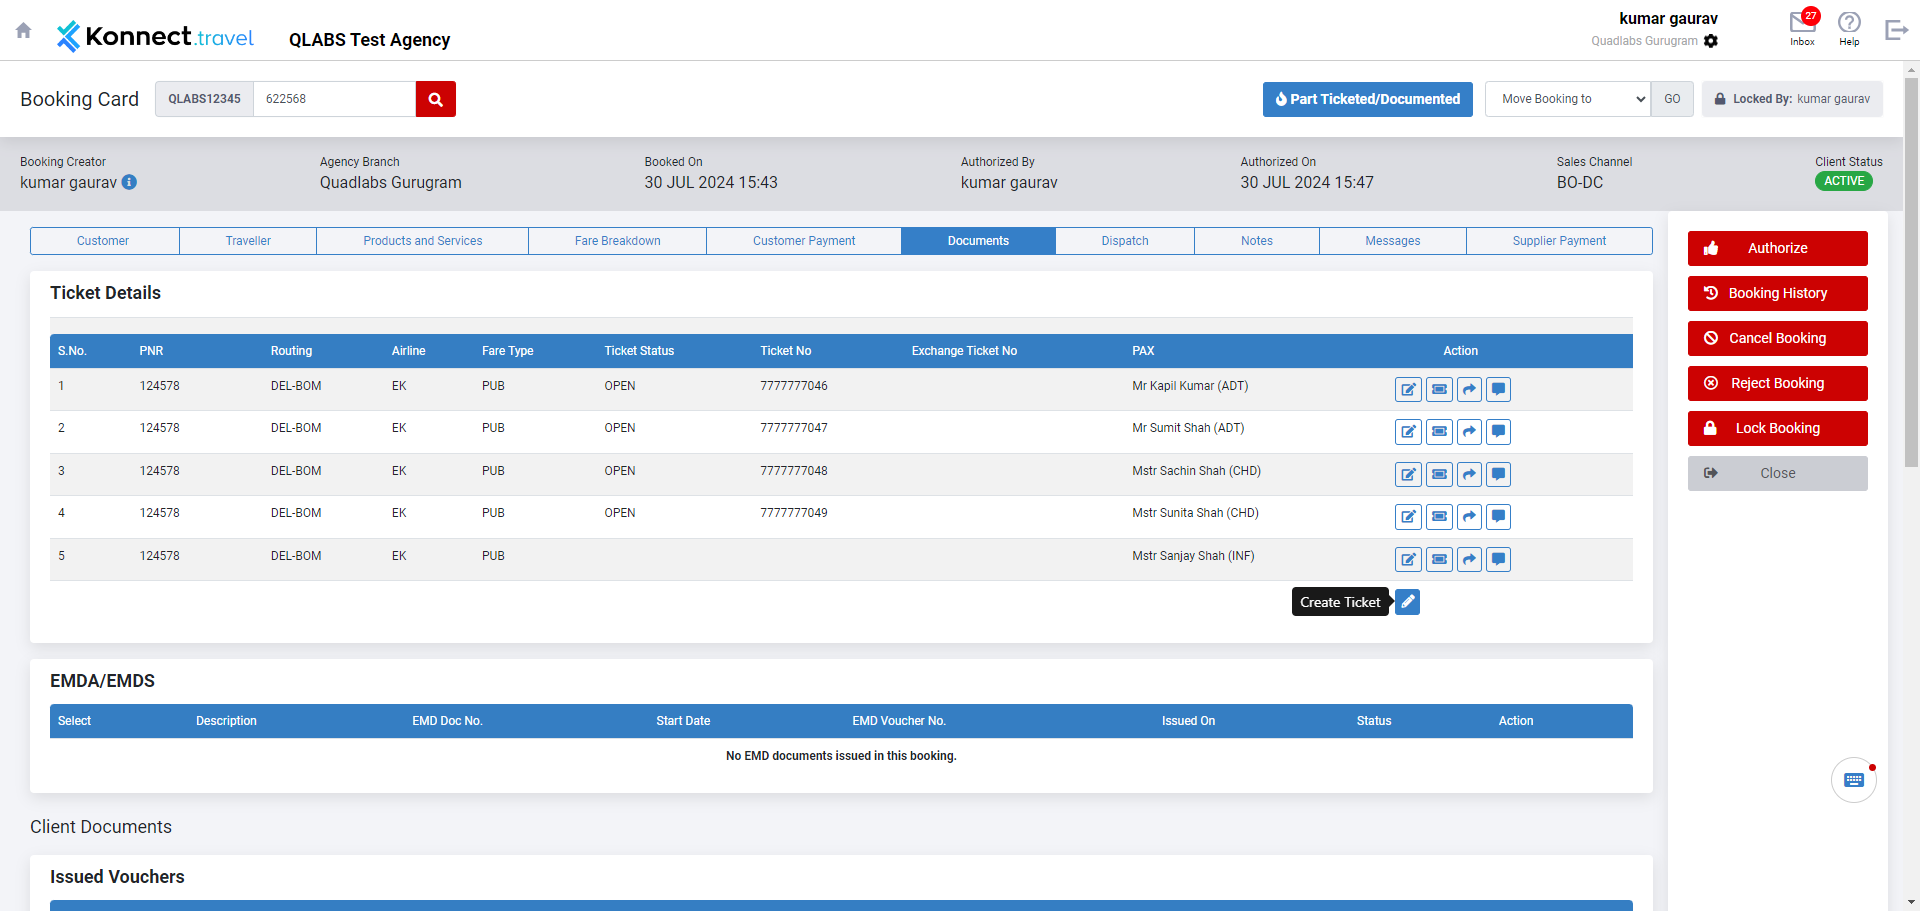 Konnect.travel
QLABS Test Agency
kumar gaurav
Quadlabs Gurugram
27
Inbox
Help
Booking Card
QLABS12345
622568
Part Ticketed/Documented
Move Booking to
GO
Locked By: kumar gaurav
Booking Creator
kumar gaurav
Agency Branch
Quadlabs Gurugram
Booked On
30 JUL 2024 15:43
Authorized By
kumar gaurav
Authorized On
30 JUL 2024 15:47
Sales Channel
BO-DC
Client Status
ACTIVE
Customer Traveller Products and Services Fare Breakdown Customer Payment Documents Dispatch Notes Messages Supplier Payment
Ticket Details
S.No. PNR Routing Airline Fare Type Ticket Status Ticket No Exchange Ticket No PAX Action
1 124578 DEL-BOM EK PUB OPEN 7777777046 Mr Kapil Kumar (ADT)
2 124578 DEL-BOM EK PUB OPEN 7777777047 Mr Sumit Shah (ADT)
3 124578 DEL-BOM EK PUB OPEN 7777777048 Mstr Sachin Shah (CHD)
4 124578 DEL-BOM EK PUB OPEN 7777777049 Mstr Sunita Shah (CHD)
5 124578 DEL-BOM EK PUB Mstr Sanjay Shah (INF)
Create Ticket
EMDA/EMDS
Select Description EMD Doc No. Start Date EMD Voucher No. Issued On Status Action
No EMD documents issued in this booking.
Client Documents
Issued Vouchers
Authorize
Booking History
Cancel Booking
Reject Booking
Lock Booking
Close